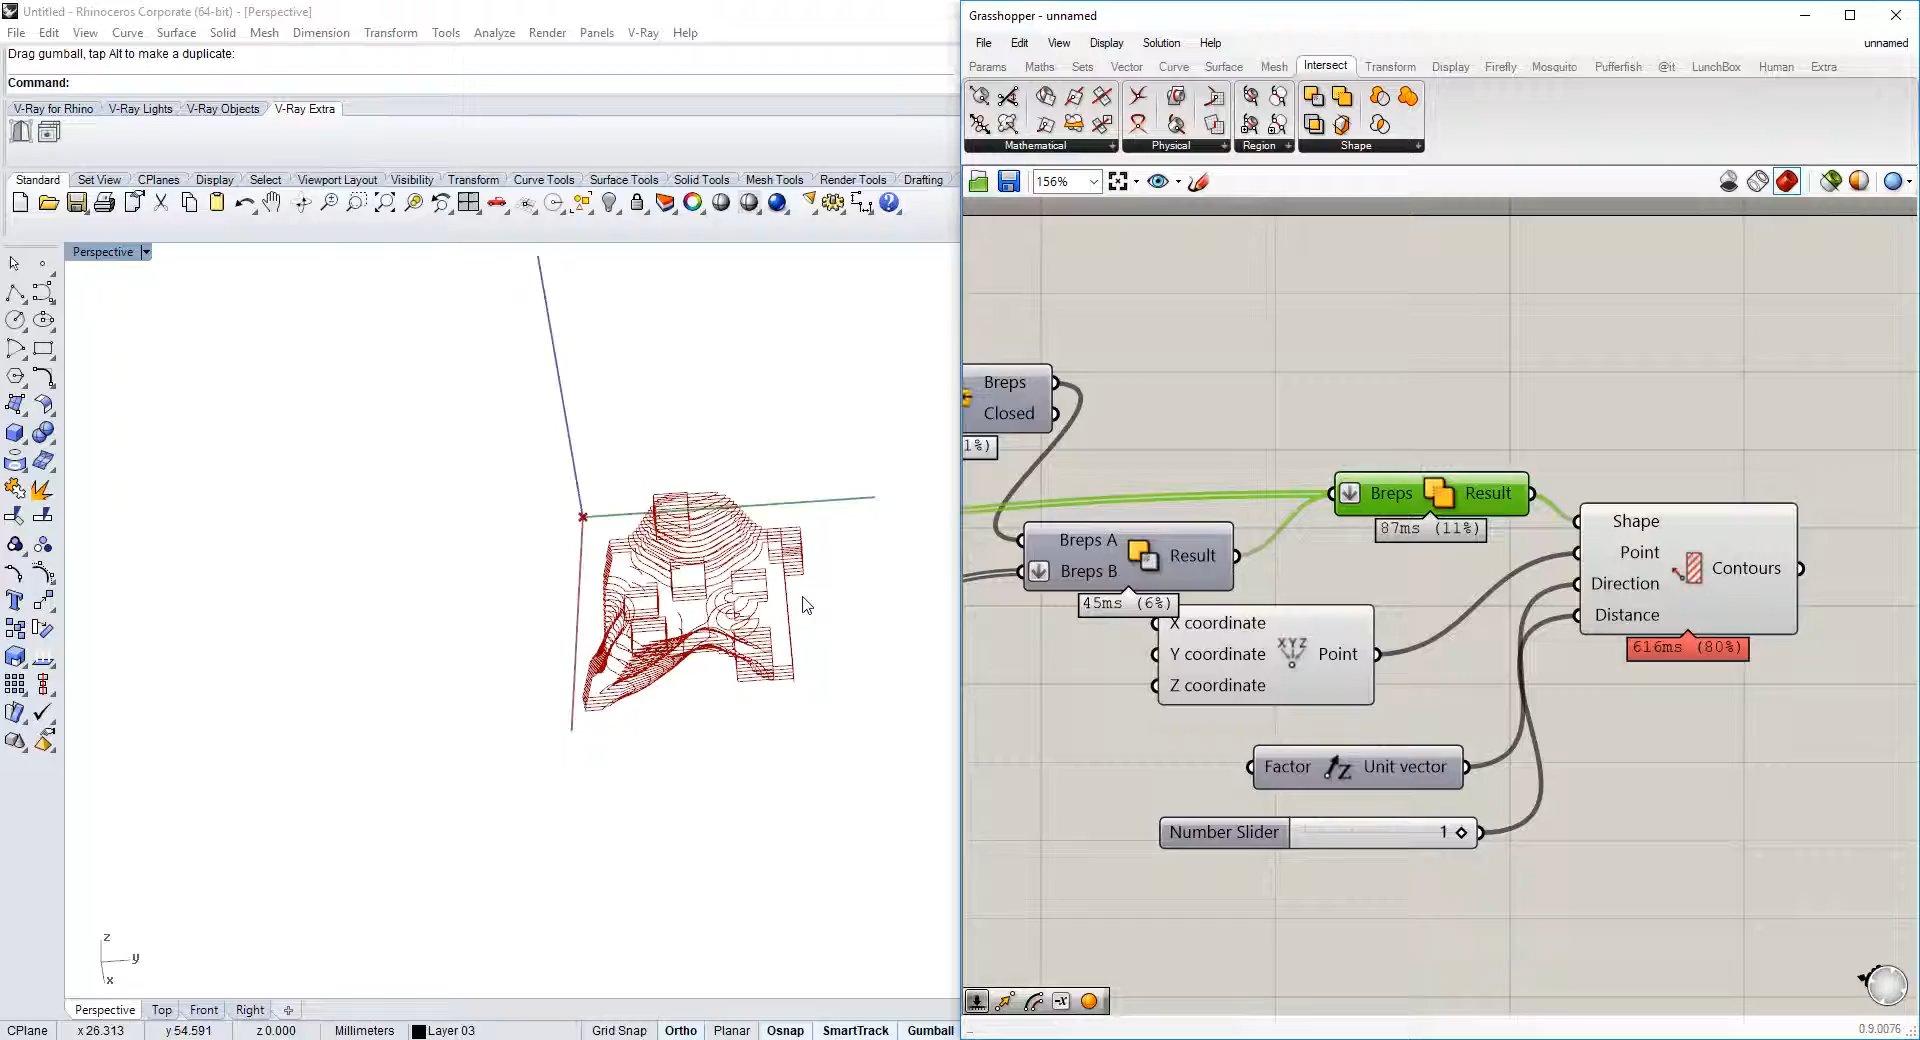 Untitled - Rhinoceros Corporate (64-bit) - [Perspective]
File Edit View Curve Surface Solid Mesh Dimension Transform Tools Analyze Render Panels V-Ray Help
Drag gumball, tap Alt to make a duplicate:
Command:
V-Ray for Rhino V-Ray Lights V-Ray Objects V-Ray Extra
Standard Set View CPlanes Display Select Viewport Layout Visibility Transform Curve Tools Surface Tools Solid Tools Mesh Tools Render Tools Drafting
Perspective
z
y
x
Perspective Top Front Right
CPlane x 26.313 y 54.591 z 0.000 Millimeters Layer 03 Grid Snap Ortho Planar Osnap SmartTrack Gumball
Grasshopper - unnamed
File Edit View Display Solution Help unnamed
Params Maths Sets Vector Curve Surface Mesh Intersect Transform Display Firefly Mosquito Pufferfish @it LunchBox Human Extra
Mathematical Physical Region Shape
156%
Breps
Closed
1%)
Breps A
Breps B
Result
45ms (6%)
Breps Result
87ms (11%)
Shape
Point
Direction
Distance
Contours
616ms (80%)
X coordinate
Y coordinate
Z coordinate
XYZ
Point
Factor Z Unit vector
Number Slider 1
0.9.0076